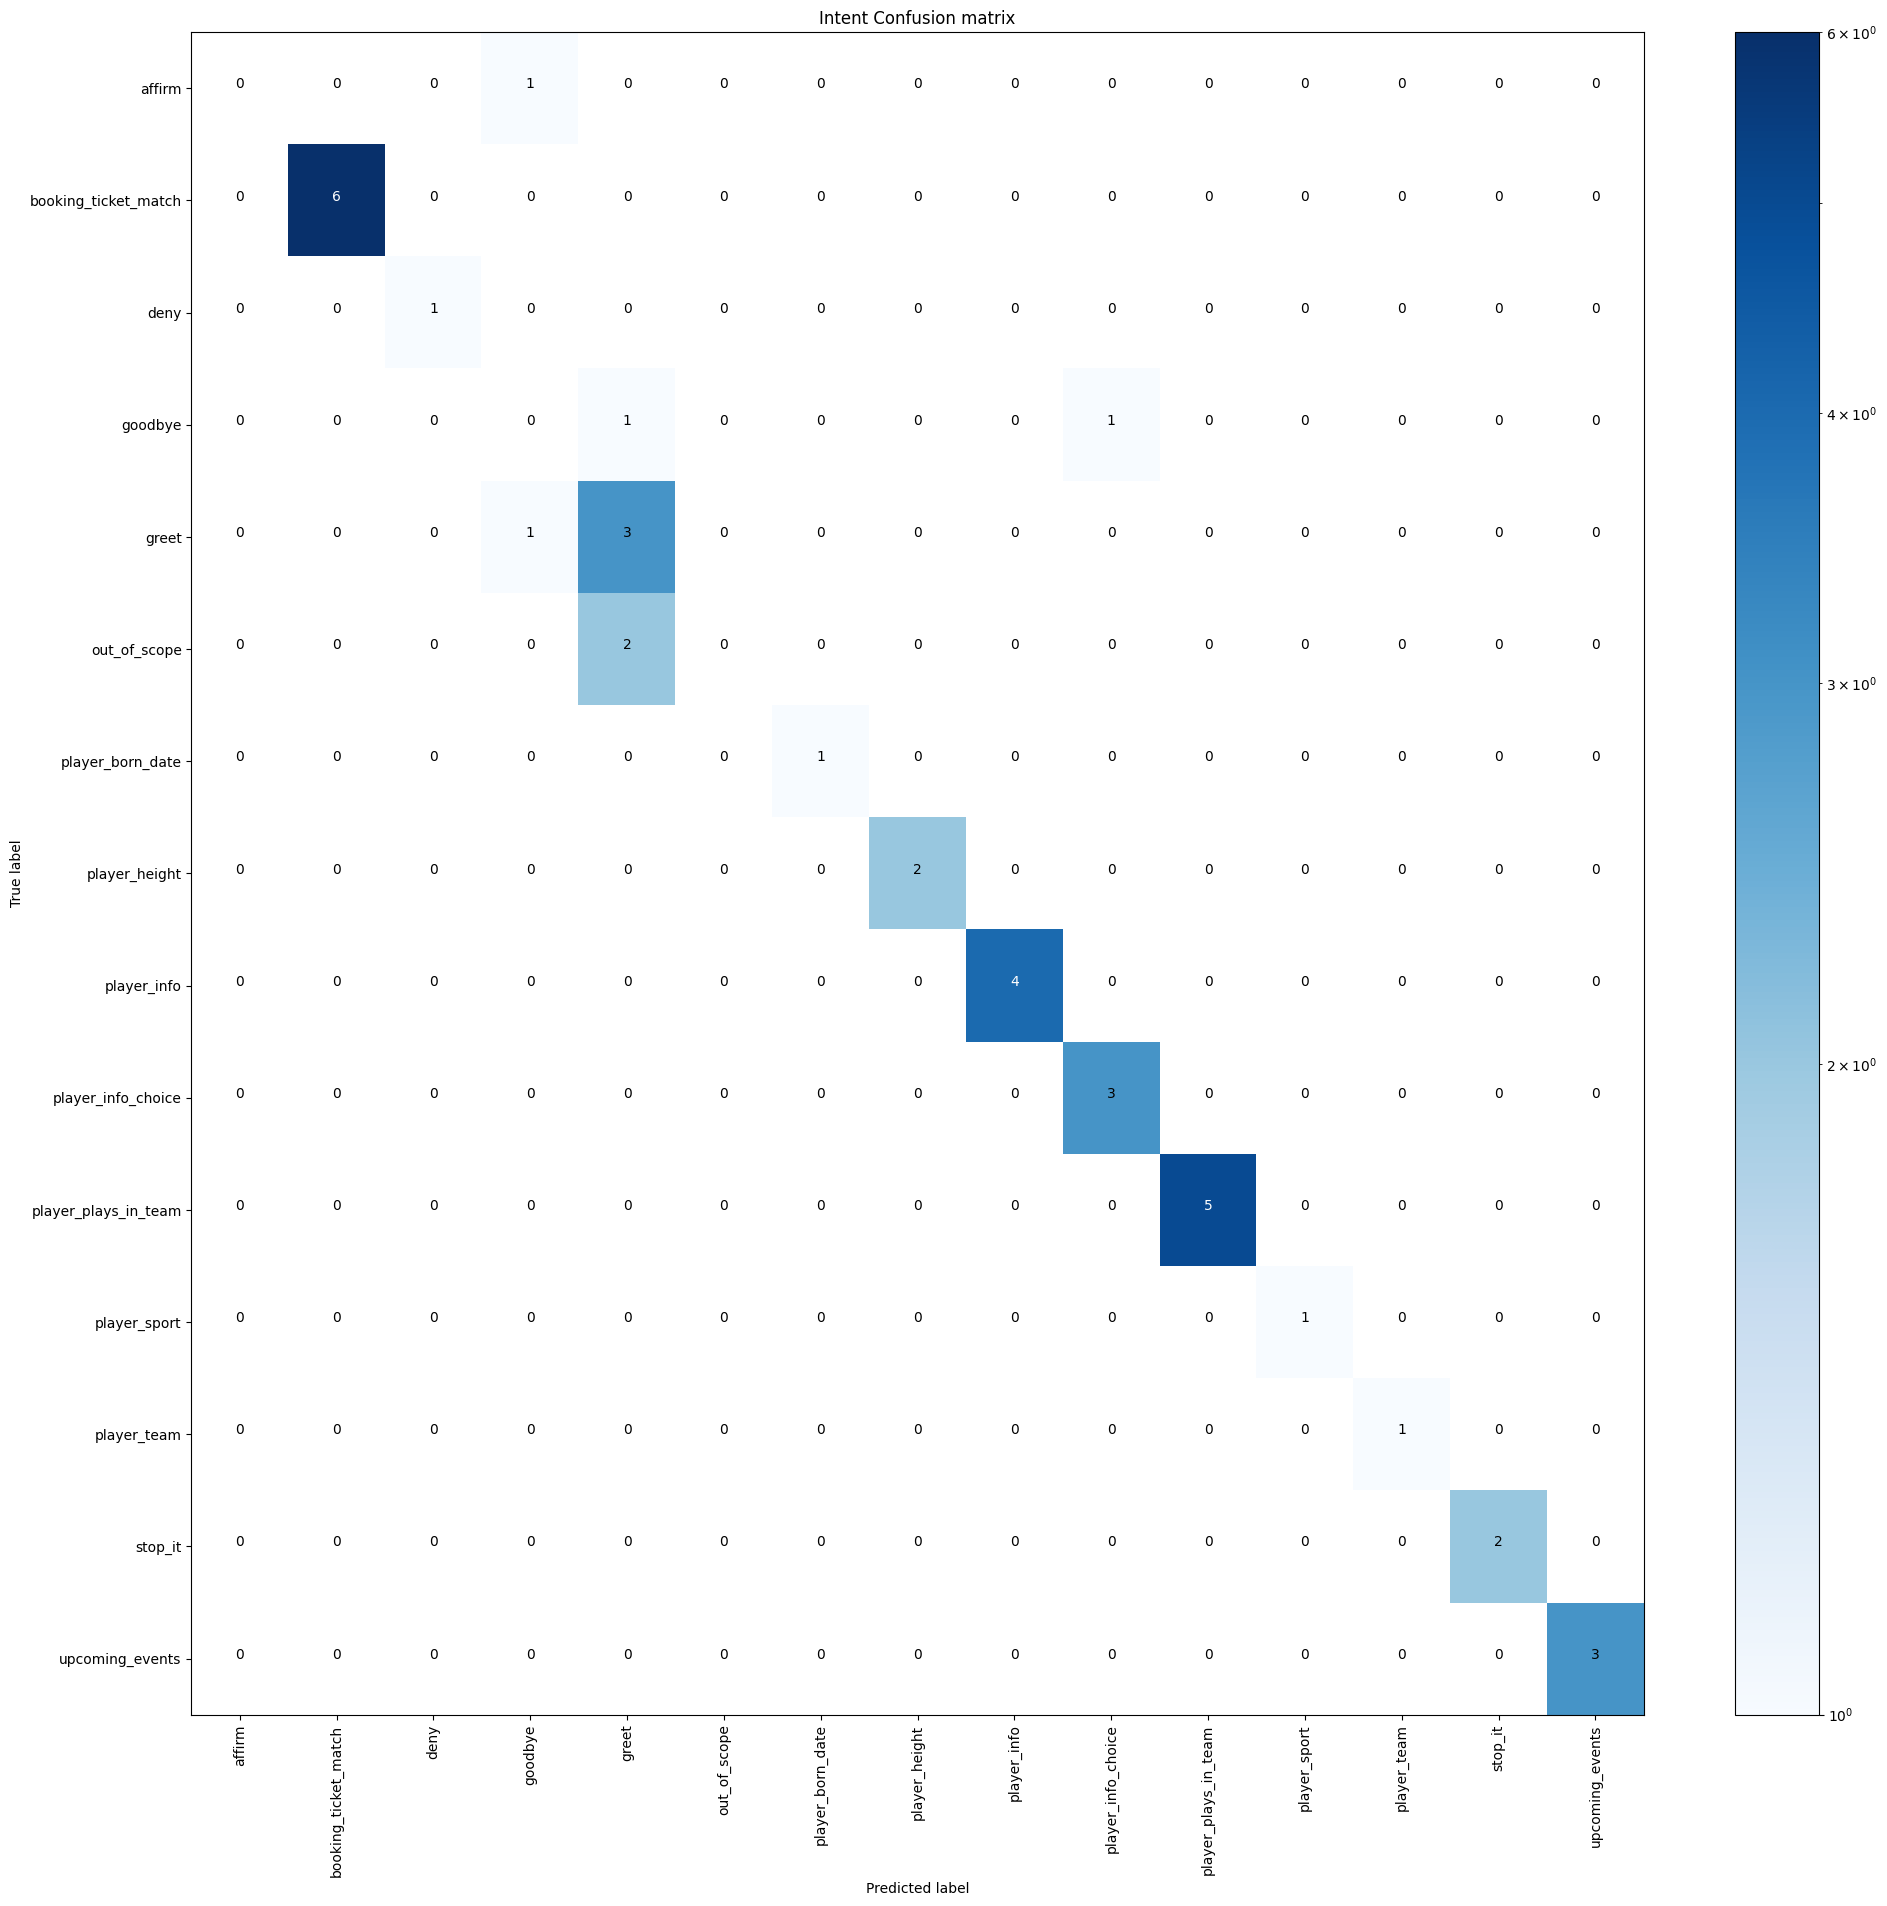 Intent Confusion matrix
True label
affirm 0 0 0 1 0 0 0 0 0 0 0 0 0 0 0
booking_ticket_match 0 6 0 0 0 0 0 0 0 0 0 0 0 0 0
deny 0 0 1 0 0 0 0 0 0 0 0 0 0 0 0
goodbye 0 0 0 0 1 0 0 0 0 1 0 0 0 0 0
greet 0 0 0 1 3 0 0 0 0 0 0 0 0 0 0
out_of_scope 0 0 0 0 2 0 0 0 0 0 0 0 0 0 0
player_born_date 0 0 0 0 0 0 1 0 0 0 0 0 0 0 0
player_height 0 0 0 0 0 0 0 2 0 0 0 0 0 0 0
player_info 0 0 0 0 0 0 0 0 4 0 0 0 0 0 0
player_info_choice 0 0 0 0 0 0 0 0 0 3 0 0 0 0 0
player_plays_in_team 0 0 0 0 0 0 0 0 0 0 5 0 0 0 0
player_sport 0 0 0 0 0 0 0 0 0 0 0 1 0 0 0
player_team 0 0 0 0 0 0 0 0 0 0 0 0 1 0 0
stop_it 0 0 0 0 0 0 0 0 0 0 0 0 0 2 0
upcoming_events 0 0 0 0 0 0 0 0 0 0 0 0 0 0 3
affirm
booking_ticket_match
deny
goodbye
greet
out_of_scope
player_born_date
player_height
player_info
player_info_choice
player_plays_in_team
player_sport
player_team
stop_it
upcoming_events
Predicted label
6 × 10⁰
4 × 10⁰
3 × 10⁰
2 × 10⁰
10⁰